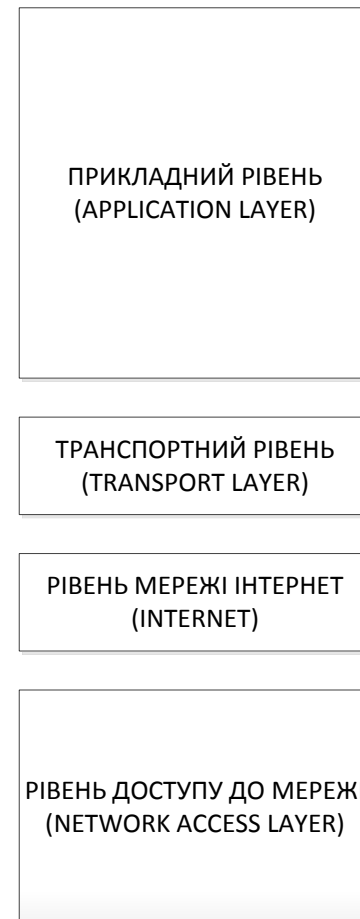 ПРИКЛАДНИЙ РІВЕНЬ
(APPLICATION LAYER)
ТРАНСПОРТНИЙ РІВЕНЬ
(TRANSPORT LAYER)
РІВЕНЬ МЕРЕЖІ ІНТЕРНЕТ
(INTERNET)
РІВЕНЬ ДОСТУПУ ДО МЕРЕЖ
(NETWORK ACCESS LAYER)